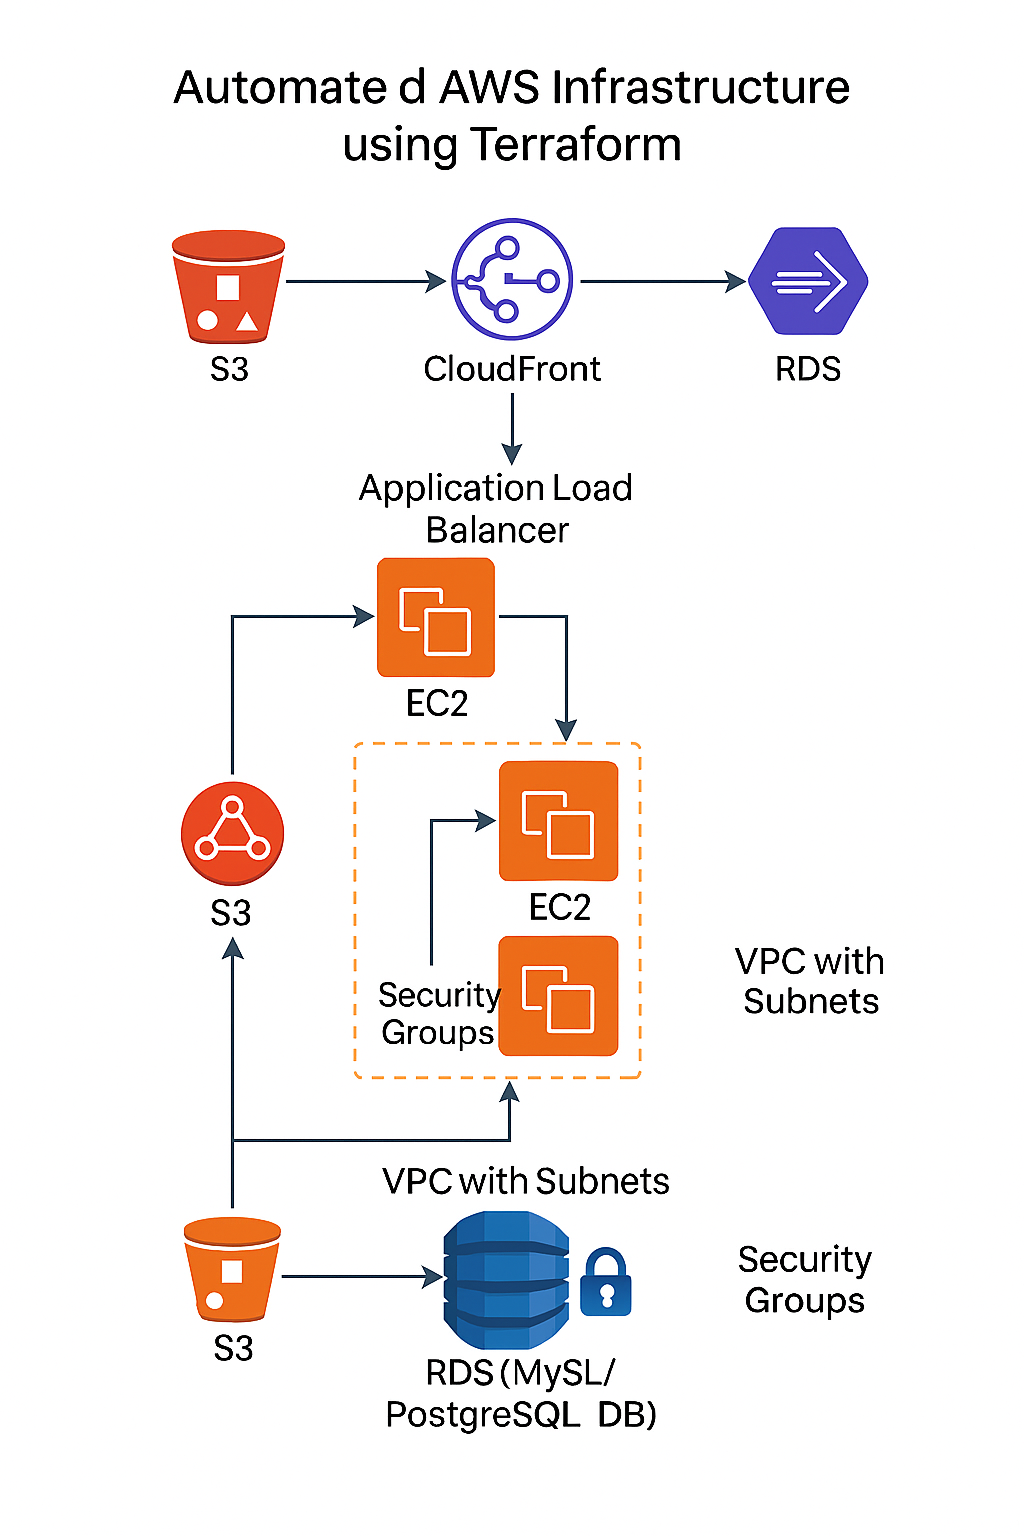 Automate d AWS Infrastructure
using Terraform
S3
CloudFront
RDS
Application Load
Balancer
EC2
S3
EC2
Security
Groups
VPC with
Subnets
VPC with Subnets
S3
RDS (MySL/
PostgreSQL DB)
Security
Groups